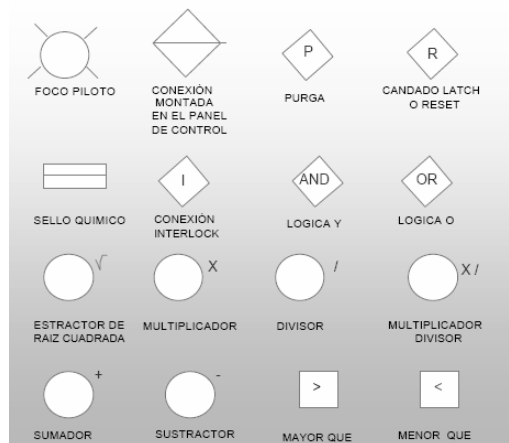 P
R
FOCO PILOTO
CONEXIÓN
MONTADA
EN EL PANEL
DE CONTROL
PURGA
CANDADO LATCH
O RESET
I
AND
OR
SELLO QUIMICO
CONEXIÓN
INTERLOCK
LOGICA Y
LOGICA O
√
X
/
X /
ESTRACTOR DE
RAIZ CUADRADA
MULTIPLICADOR
DIVISOR
MULTIPLICADOR
DIVISOR
+
-
>
<
SUMADOR
SUSTRACTOR
MAYOR QUE
MENOR QUE